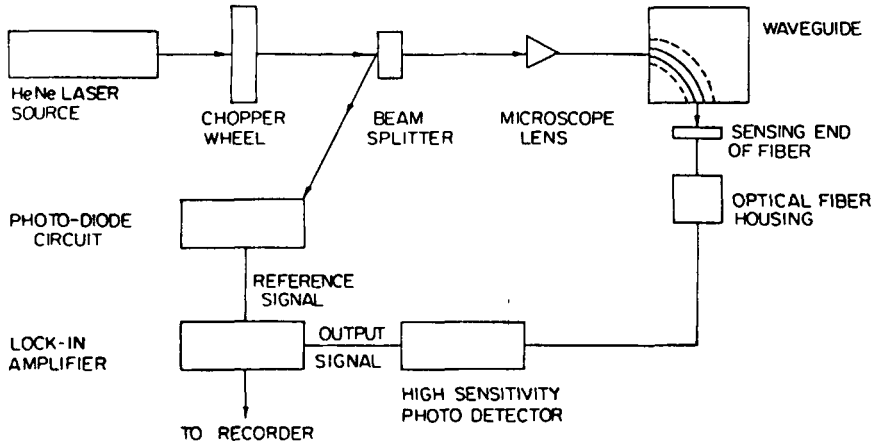 WAVEGUIDE
HeNe LASER
SOURCE
CHOPPER
WHEEL
BEAM
SPLITTER
MICROSCOPE
LENS
SENSING END
OF FIBER
OPTICAL FIBER
HOUSING
PHOTO-DIODE
CIRCUIT
REFERENCE
SIGNAL
LOCK-IN
AMPLIFIER
OUTPUT
SIGNAL
HIGH SENSITIVITY
PHOTO DETECTOR
TO RECORDER